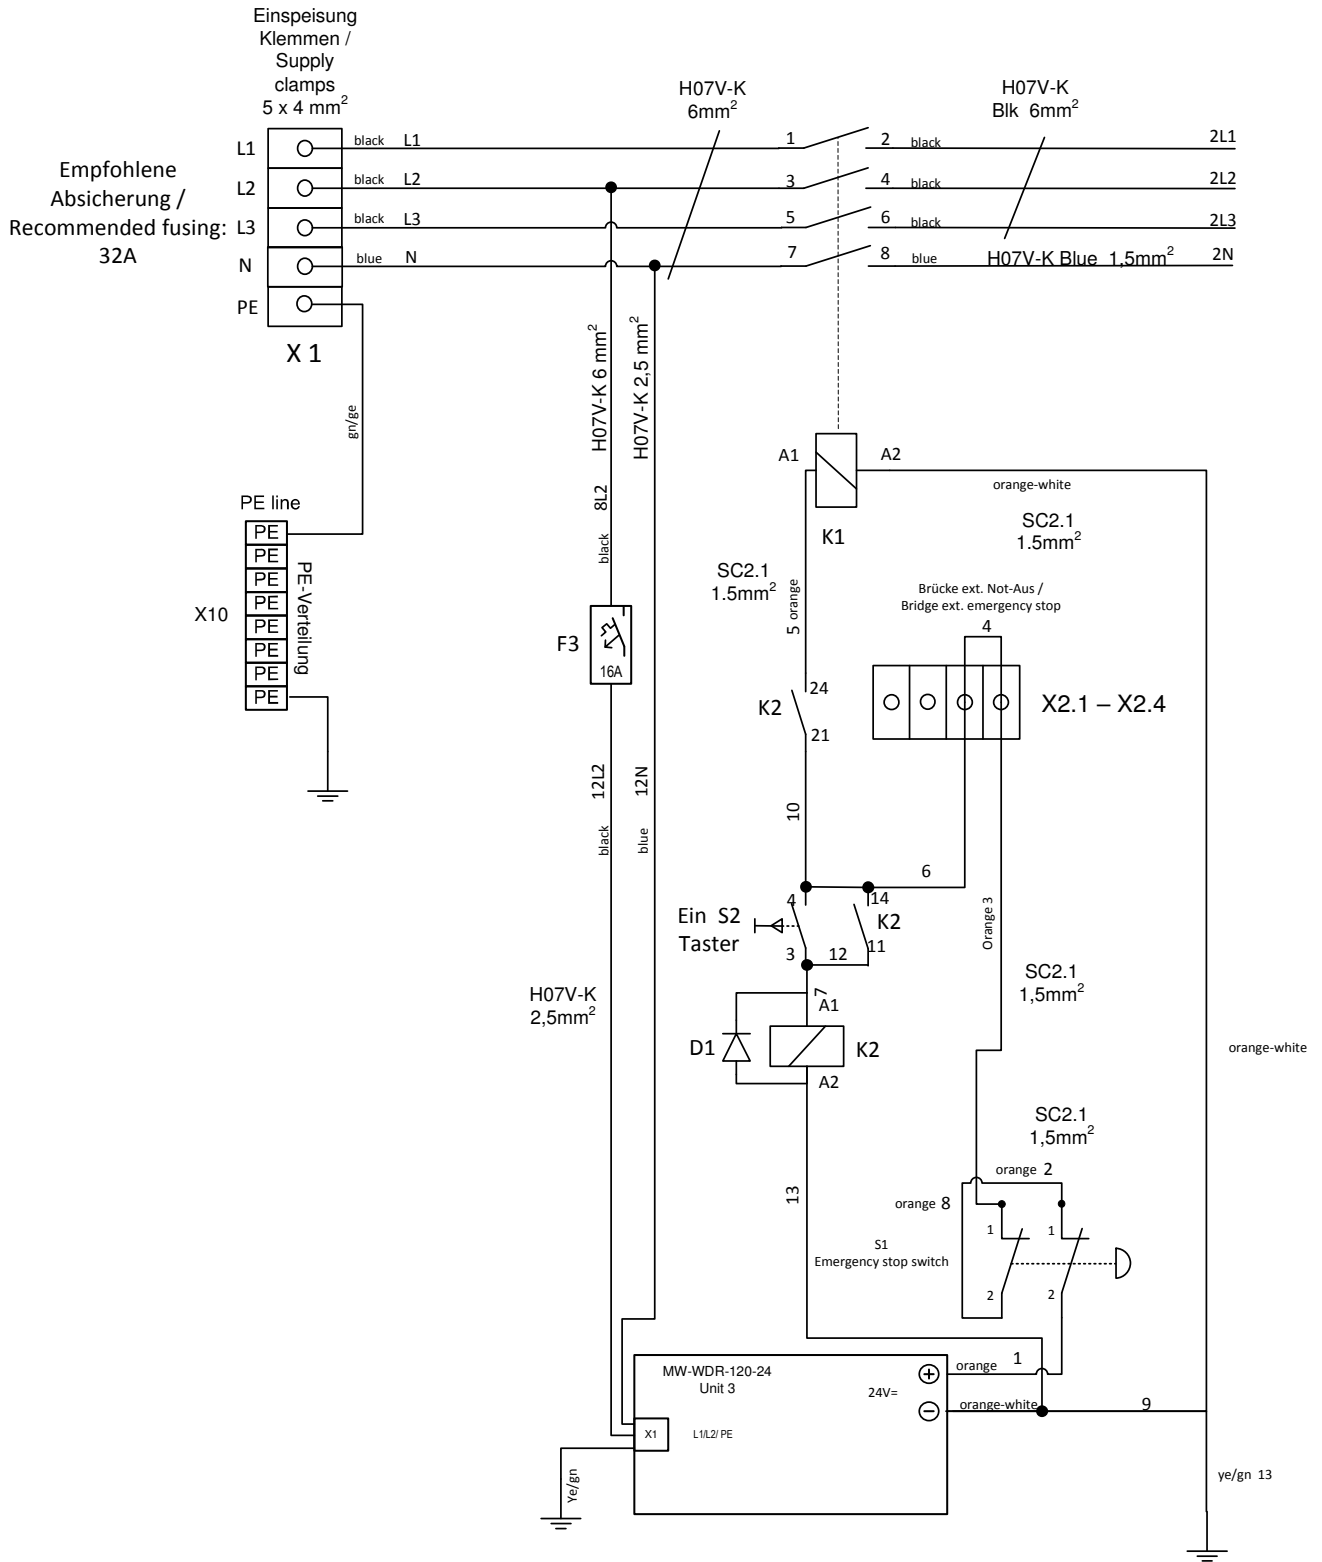 Einspeisung
Klemmen /
Supply
clamps
5 x 4 mm²
Empfohlene
Absicherung /
Recommended fusing:
32A
L1
L2
L3
N
PE
X 1
black L1
black L2
black L3
blue N
H07V-K
6mm²
1
3
5
7
2 black
4 black
6 black
8 blue
H07V-K
Blk 6mm²
H07V-K Blue 1,5mm²
2L1
2L2
2L3
2N
gn/ge
PE line
PE
PE
PE
PE
PE
PE
PE
PE
PE-Verteilung
X10
H07V-K 6 mm²
H07V-K 2,5 mm²
8L2
black
F3
16A
12L2
black
12N
blue
H07V-K
2,5mm²
A1
A2
K1
orange-white
SC2.1
1.5mm²
SC2.1
1.5mm²
5 orange
Brücke ext. Not-Aus /
Bridge ext. emergency stop
4
X2.1 – X2.4
K2
24
21
10
6
Ein S2
Taster
4
3
14
K2
11
12
7
A1
D1
K2
A2
Orange 3
SC2.1
1,5mm²
orange-white
SC2.1
1,5mm²
13
orange 2
orange 8
S1
Emergency stop switch
1
1
2
2
MW-WDR-120-24
Unit 3
24V=
+
−
orange 1
orange-white
9
X1
L1/L2/ PE
Ye/gn
ye/gn 13